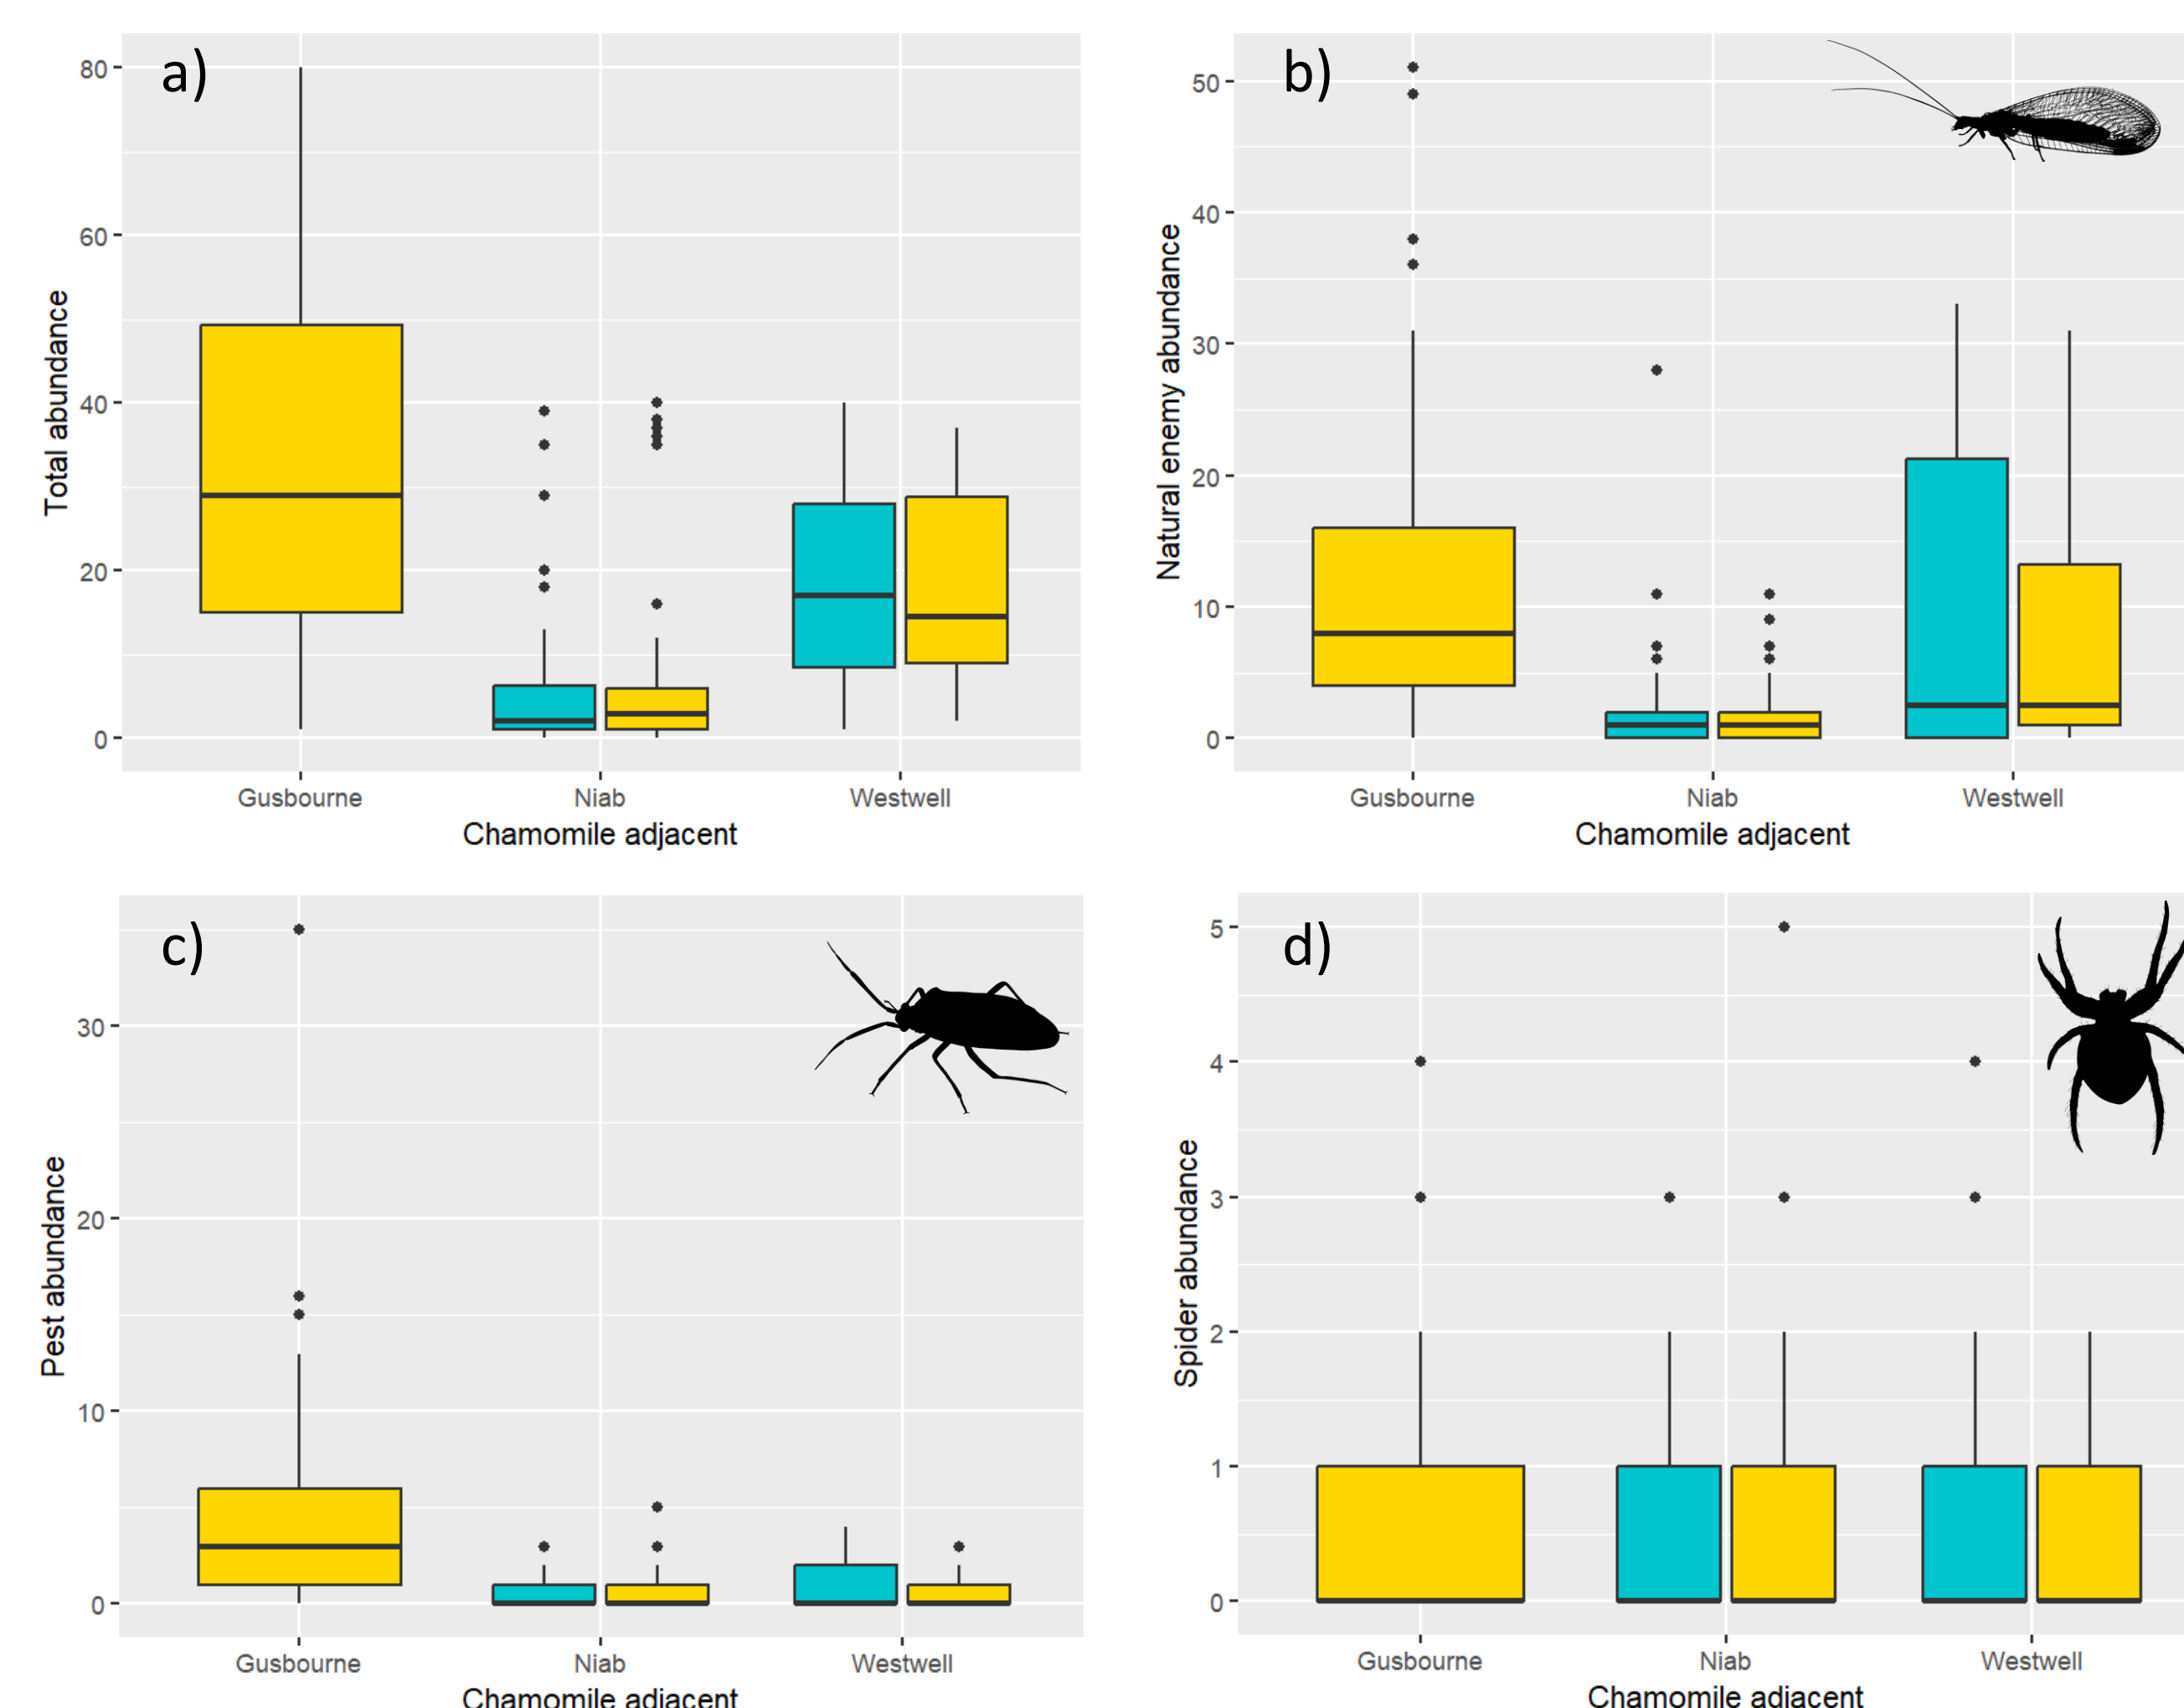 a)
Total abundance
80
60
40
20
0
Gusbourne Niab Westwell
Chamomile adjacent
b)
Natural enemy abundance
50
40
30
20
10
0
Gusbourne Niab Westwell
Chamomile adjacent
c)
Pest abundance
30
20
10
0
Gusbourne Niab Westwell
Chamomile adjacent
d)
Spider abundance
5
4
3
2
1
0
Gusbourne Niab Westwell
Chamomile adjacent